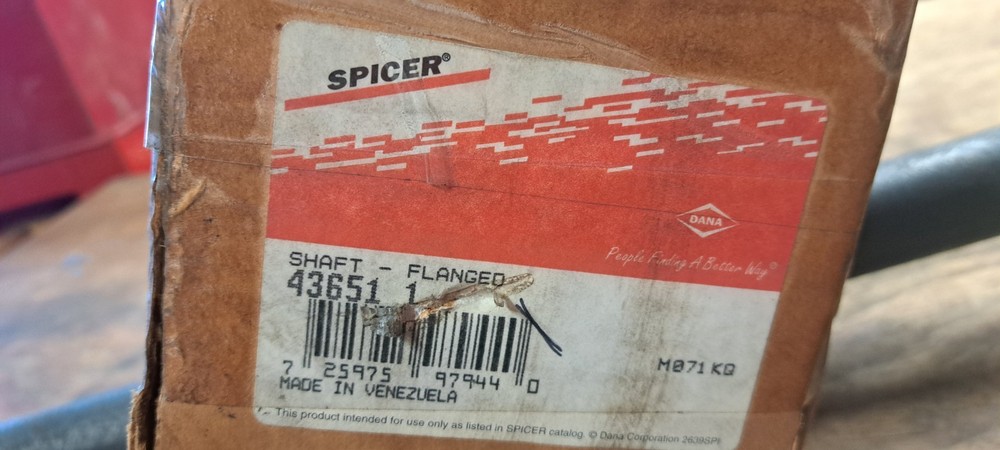 SPICER®
DANA
People Finding A Better Way®
SHAFT - FLANGED
43651 1
7 25975 97944 0
M071KQ
MADE IN VENEZUELA
This product intended for use only as listed in SPICER catalog. © Dana Corporation 2639SPI